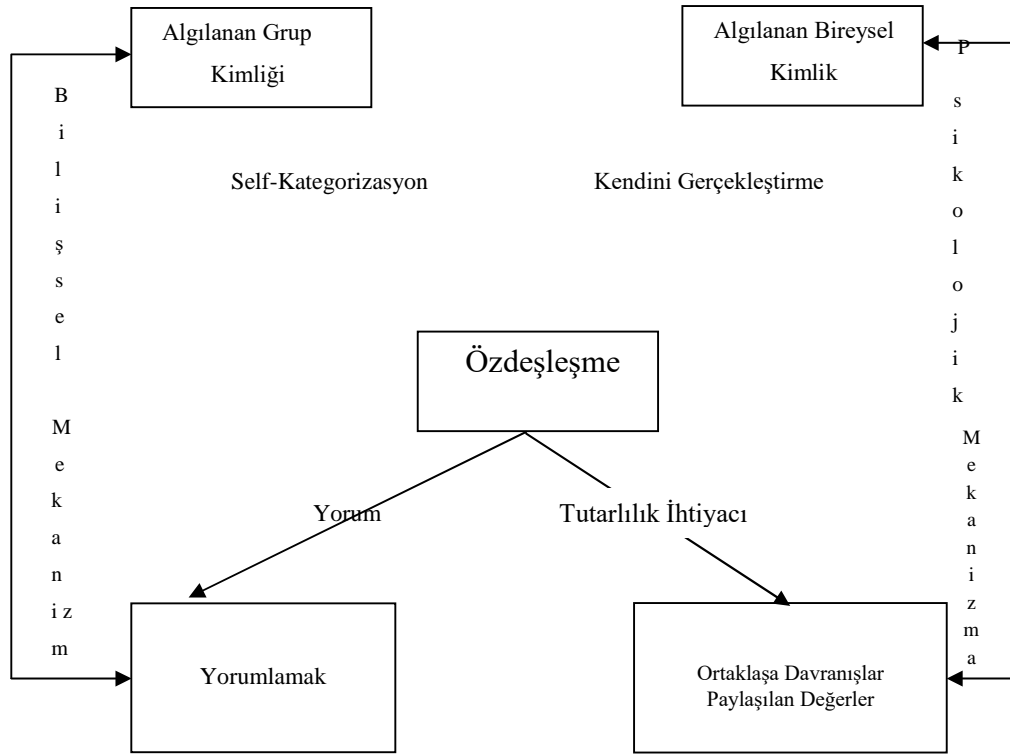 Algılanan Grup
Kimliği
Algılanan Bireysel
Kimlik
Bilişsel Mekanizm
Psikolojik Mekanizma
Self-Kategorizasyon
Kendini Gerçekleştirme
Özdeşleşme
Yorum
Tutarlılık İhtiyacı
Yorumlamak
Ortaklaşa Davranışlar
Paylaşılan Değerler